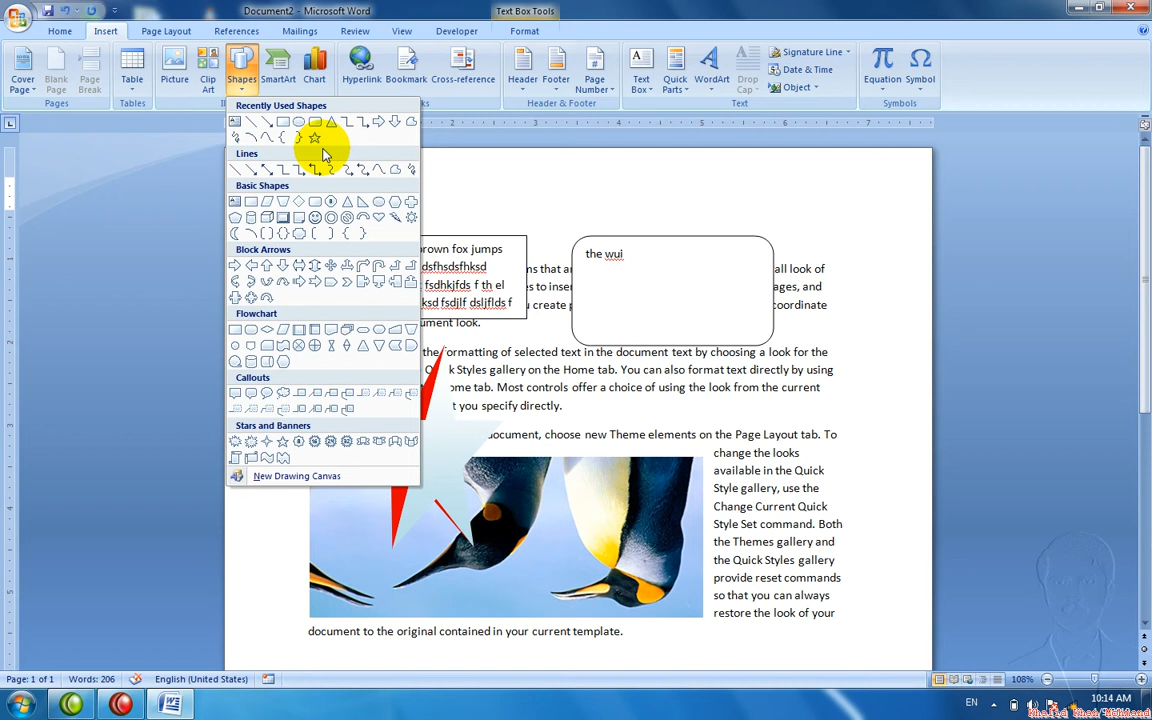 Document2 - Microsoft Word
Text Box Tools
Home Insert Page Layout References Mailings Review View Developer Format
Cover Page
Blank Page
Page Break
Table
Picture
Clip Art
Shapes
SmartArt
Chart
Hyperlink
Bookmark
Cross-reference
Header
Footer
Page Number
Text Box
Quick Parts
WordArt
Drop Cap
Signature Line
Date & Time
Object
Equation
Symbol
Pages
Tables
Header & Footer
Text
Symbols
Recently Used Shapes
Lines
Basic Shapes
Block Arrows
Flowchart
Callouts
Stars and Banners
New Drawing Canvas
2 3 4 5 6 7
brown fox jumps
dsfhsdsfhksd
fsdhkjfds f th el
ksd fsdjlf dsljflds f
the wui
all look of
ages, and
coordinate
ument look.
the formatting of selected text in the document text by choosing a look for the
Quick Styles gallery on the Home tab. You can also format text directly by using
ome tab. Most controls offer a choice of using the look from the current
t you specify directly.
document, choose new Theme elements on the Page Layout tab. To
change the looks
available in the Quick
Style gallery, use the
Change Current Quick
Style Set command. Both
the Themes gallery and
the Quick Styles gallery
provide reset commands
so that you can always
restore the look of your
document to the original contained in your current template.
Page: 1 of 1 Words: 206 English (United States) 108%
EN 10:14 AM
Khalid Khan Mohmand